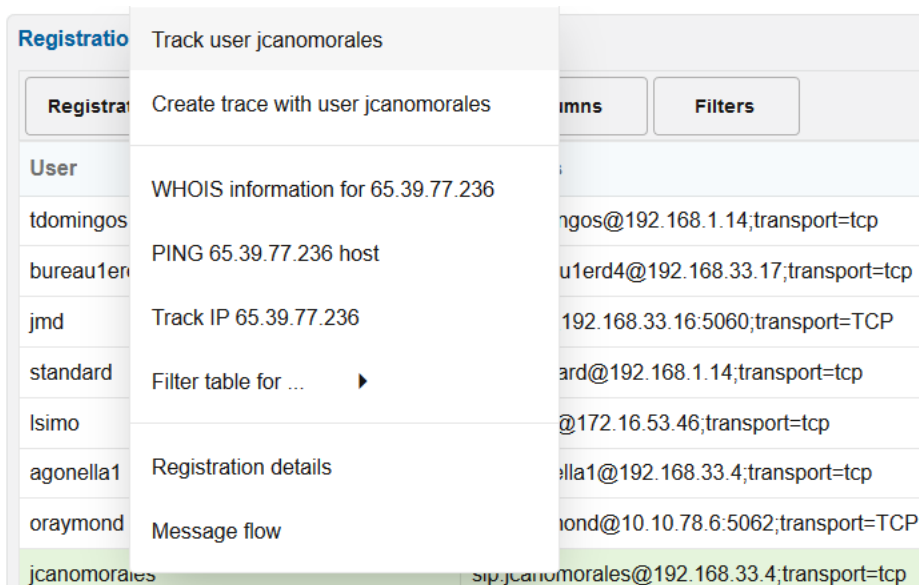 Registratio
Track user jcanomorales
Registrat
Create trace with user jcanomorales
umns
Filters
User
WHOIS information for 65.39.77.236
tdomingos
ngos@192.168.1.14;transport=tcp
PING 65.39.77.236 host
bureau1erd
u1erd4@192.168.33.17;transport=tcp
Track IP 65.39.77.236
jmd
192.168.33.16:5060;transport=TCP
standard
ard@192.168.1.14;transport=tcp
Filter table for ...
lsimo
@172.16.53.46;transport=tcp
Registration details
agonella1
ella1@192.168.33.4;transport=tcp
oraymond
ond@10.10.78.6:5062;transport=TCP
Message flow
jcanomorales
sip:jcanomorales@192.168.33.4;transport=tcp